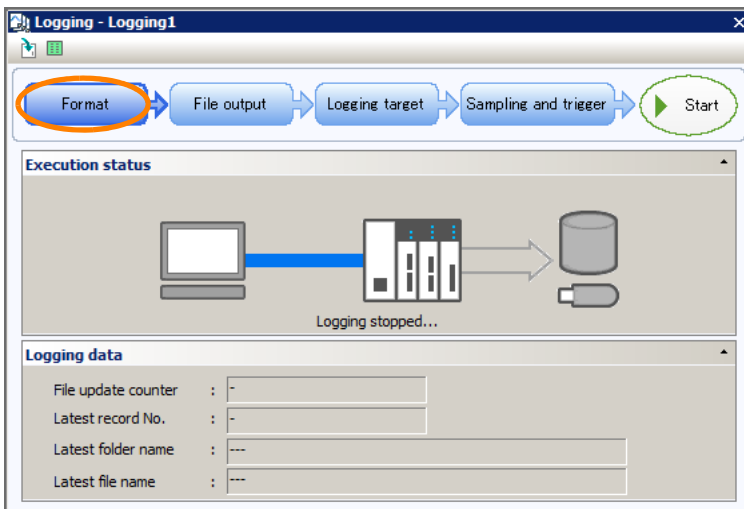 Logging - Logging1
Format File output Logging target Sampling and trigger Start
Execution status
Logging stopped...
Logging data
File update counter : -
Latest record No. : -
Latest folder name : ---
Latest file name : ---